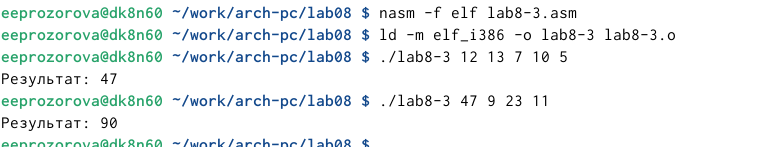 eeprozorova@dk8n60 ~/work/arch-pc/lab08 $ nasm -f elf lab8-3.asm
eeprozorova@dk8n60 ~/work/arch-pc/lab08 $ ld -m elf_i386 -o lab8-3 lab8-3.o
eeprozorova@dk8n60 ~/work/arch-pc/lab08 $ ./lab8-3 12 13 7 10 5
Результат: 47
eeprozorova@dk8n60 ~/work/arch-pc/lab08 $ ./lab8-3 47 9 23 11
Результат: 90
eeprozorova@dk8n60 ~/work/arch-pc/lab08 $